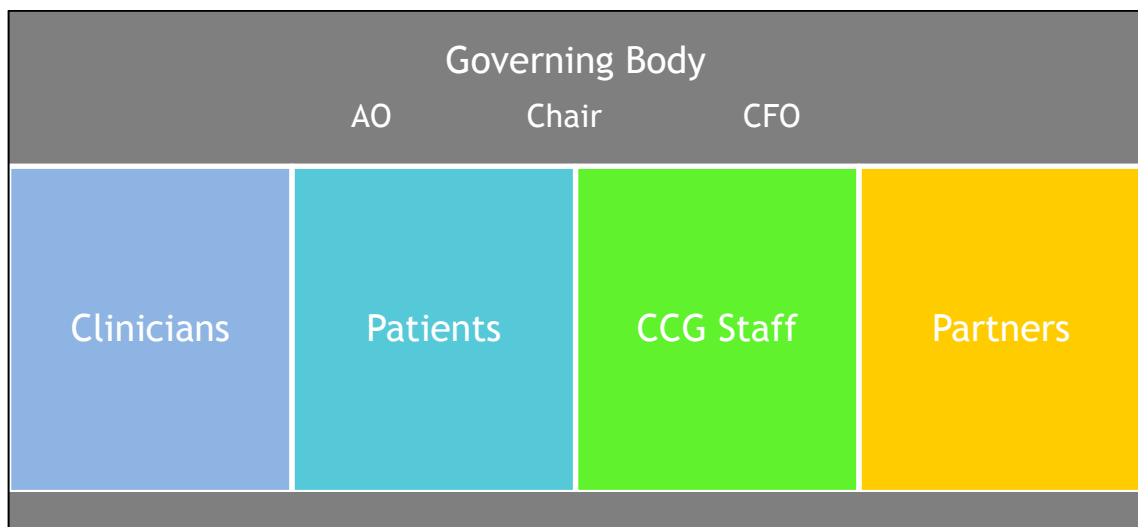 Governing Body
AO Chair CFO
Clinicians Patients CCG Staff Partners